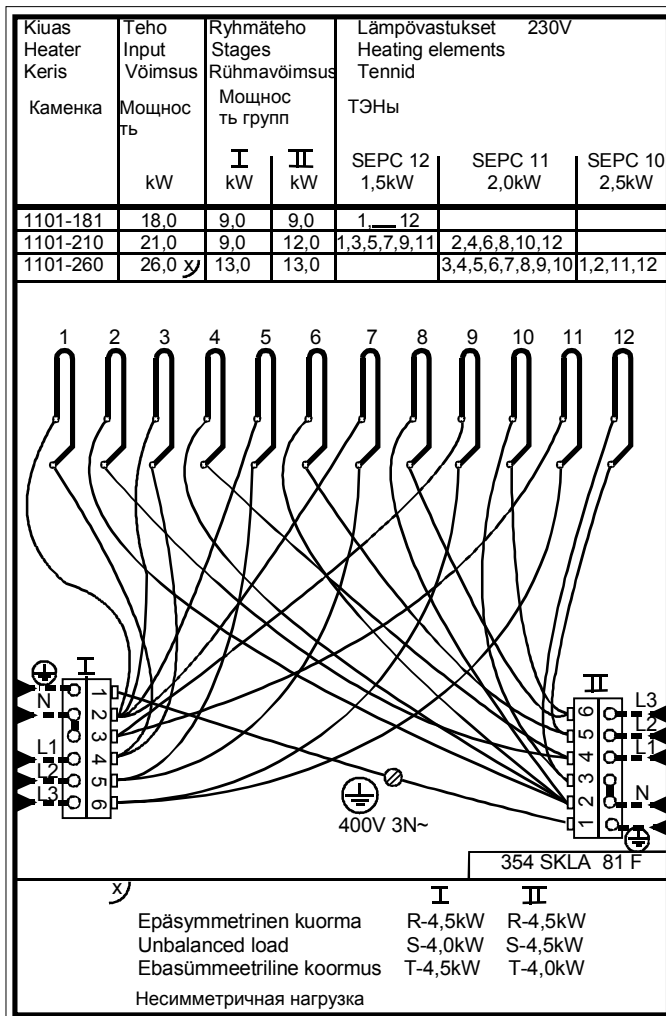 Kiuas Teho Ryhmäteho Lämpövastukset 230V
Heater Input Stages Heating elements
Keris Võimsus Rühmavõimsus Tennid
Каменка Мощнос ть Мощнос ть групп ТЭНы
I II SEPC 12 SEPC 11 SEPC 10
kW kW kW 1,5kW 2,0kW 2,5kW
1101-181 18,0 9,0 9,0 1, __ 12
1101-210 21,0 9,0 12,0 1,3,5,7,9,11 2,4,6,8,10,12
1101-260 26,0 x) 13,0 13,0 3,4,5,6,7,8,9,10 1,2,11,12
1 2 3 4 5 6 7 8 9 10 11 12
I
N
L1
L2
L3
1
2
3
4
5
6
II
6
5
4
3
2
1
L3
L2
L1
N
400V 3N~
354 SKLA 81 F
x) I II
Epäsymmetrinen kuorma R-4,5kW R-4,5kW
Unbalanced load S-4,0kW S-4,5kW
Ebasümmeetriline koormus T-4,5kW T-4,0kW
Несимметричная нагрузка